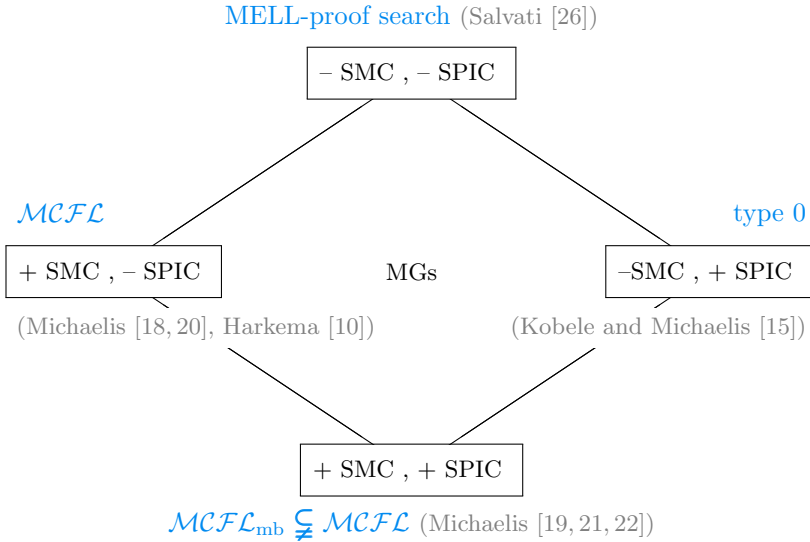 MELL-proof search (Salvati [26])
– SMC , – SPIC
MCFL
type 0
+ SMC , – SPIC
MGs
–SMC , + SPIC
(Michaelis [18, 20], Harkema [10])
(Kobele and Michaelis [15])
+ SMC , + SPIC
MCFL_mb ⫋ MCFL (Michaelis [19, 21, 22])